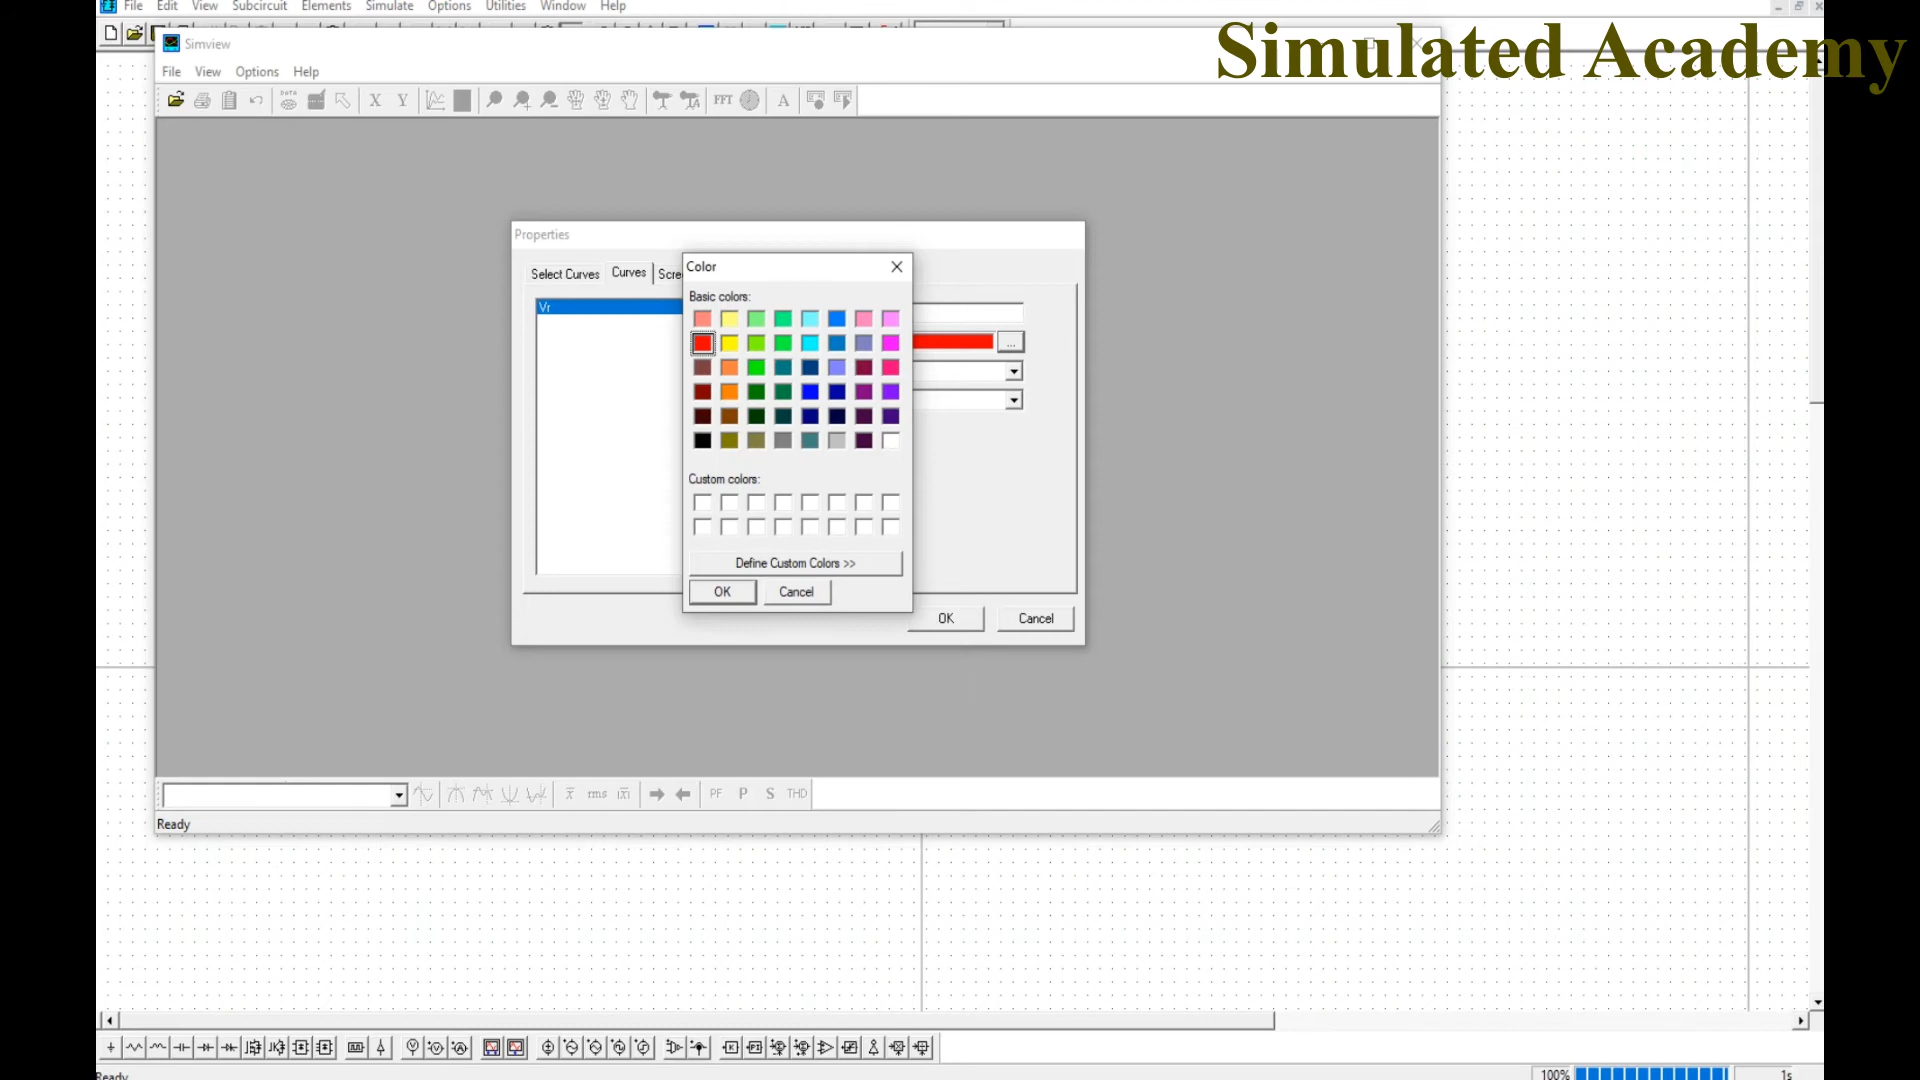 File Edit View Subcircuit Elements Simulate Options Utilities Window Help
Simulated Academy
Simview
File View Options Help
DATA X Y FFT A
Properties
Select Curves Curves Scre
Color
Basic colors:
Vr
...
Custom colors:
Define Custom Colors >>
OK Cancel
OK Cancel
rms PF P S THD
Ready
Ready 100% 1s